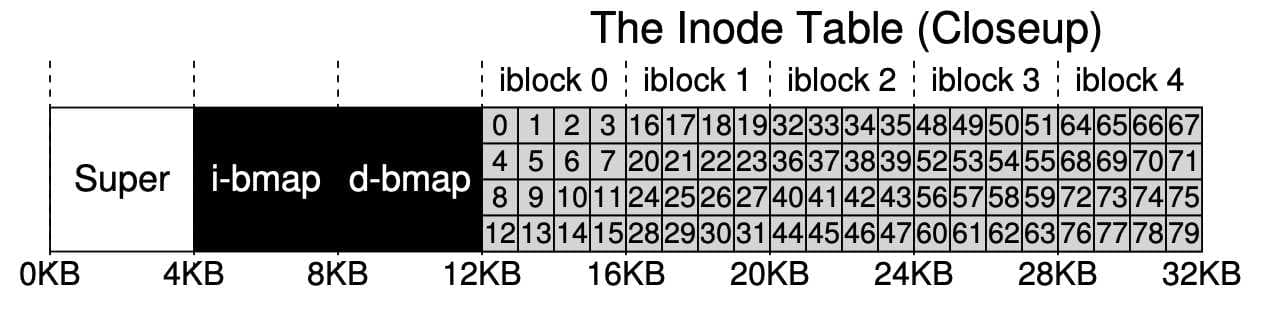 The Inode Table (Closeup)
iblock 0 iblock 1 iblock 2 iblock 3 iblock 4
0 1 2 3 16 17 18 19 32 33 34 35 48 49 50 51 64 65 66 67
4 5 6 7 20 21 22 23 36 37 38 39 52 53 54 55 68 69 70 71
Super i-bmap d-bmap
8 9 10 11 24 25 26 27 40 41 42 43 56 57 58 59 72 73 74 75
12 13 14 15 28 29 30 31 44 45 46 47 60 61 62 63 76 77 78 79
0KB 4KB 8KB 12KB 16KB 20KB 24KB 28KB 32KB